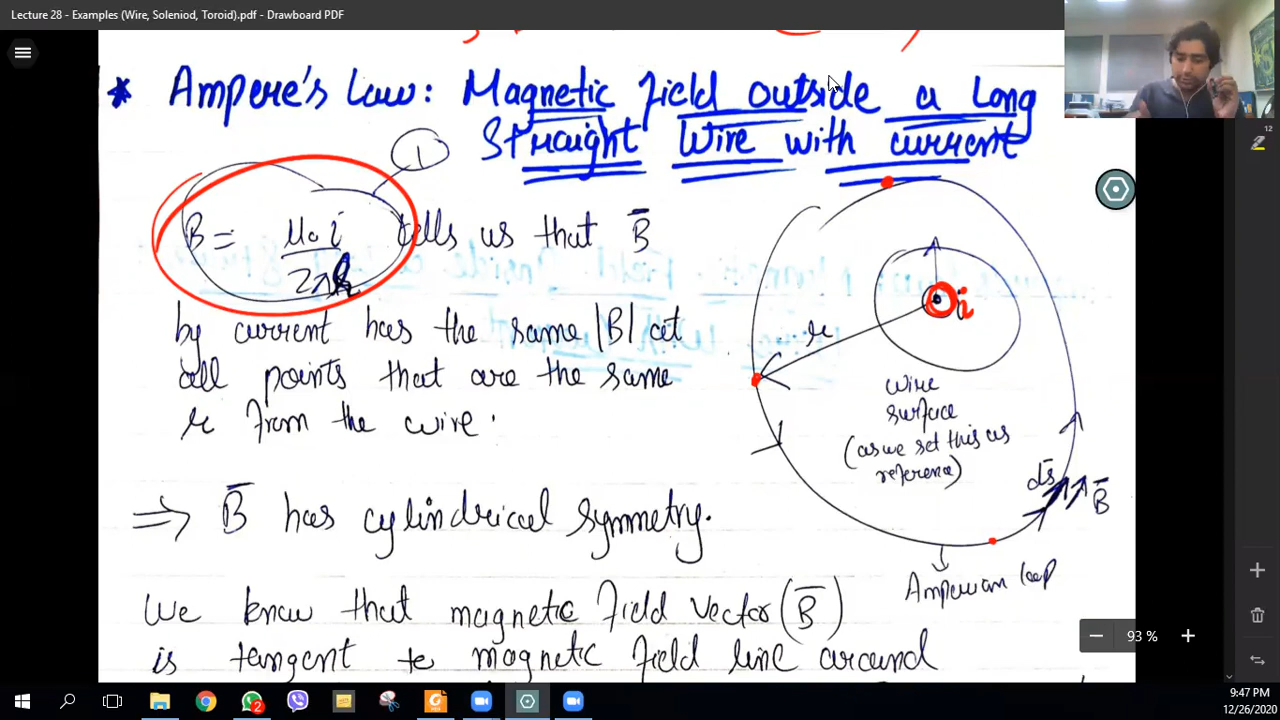 Lecture 28 - Examples (Wire, Soleniod, Toroid).pdf - Drawboard PDF
* Ampere's Law: Magnetic field outside a Long
Straight Wire with current
1
B = μ₀ i / 2πr tells us that B̄
by current has the same |B| at
all points that are the same
r from the wire.
⇒ B̄ has cylindrical symmetry.
We know that magnetic field vector (B̄)
is tangent to magnetic field line around
i
r
wire
surface
(as we set this as
reference)
ds̄
B̄
Amperian loop
12
93 %
2
9:47 PM
12/26/2020